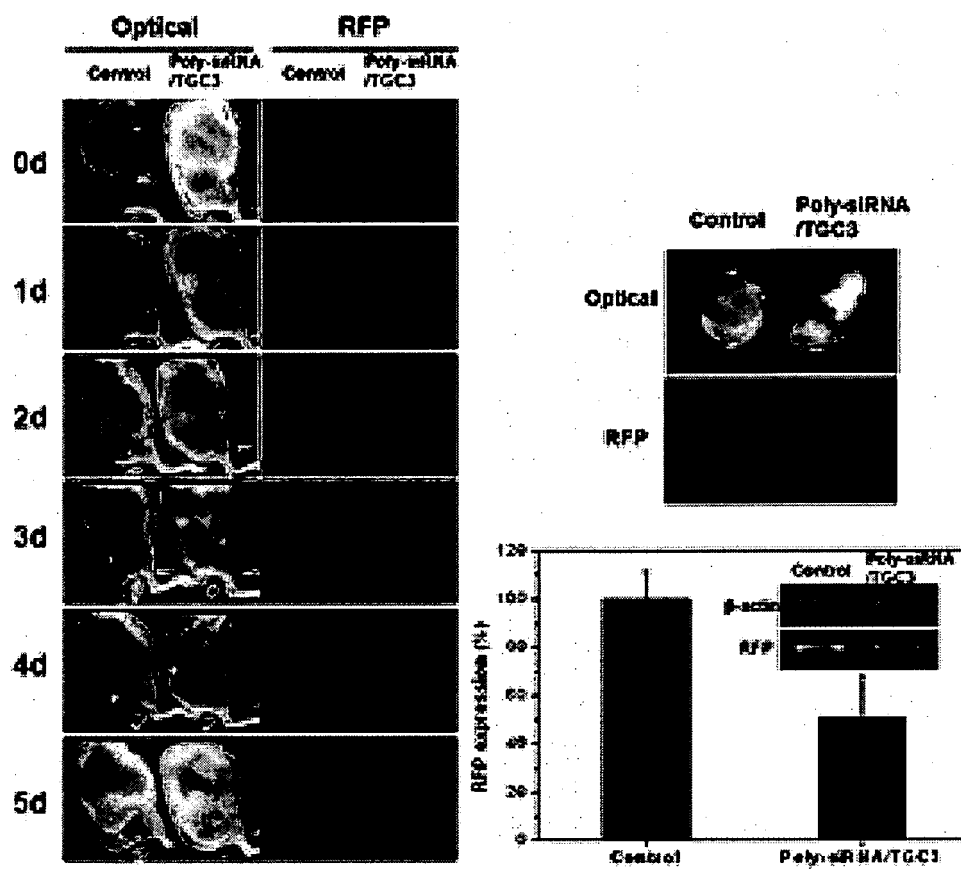 Optical RFP
Control Poly-siRNA /TGC3 Control Poly-siRNA /TGC3
0d
1d
2d
3d
4d
5d
Control Poly-siRNA /TGC3
Optical
RFP
RFP expression (%)
120
100
80
60
40
20
0
Control Poly-siRNA /TGC3
β-actin
RFP
Control Poly-siRNA/TGC3